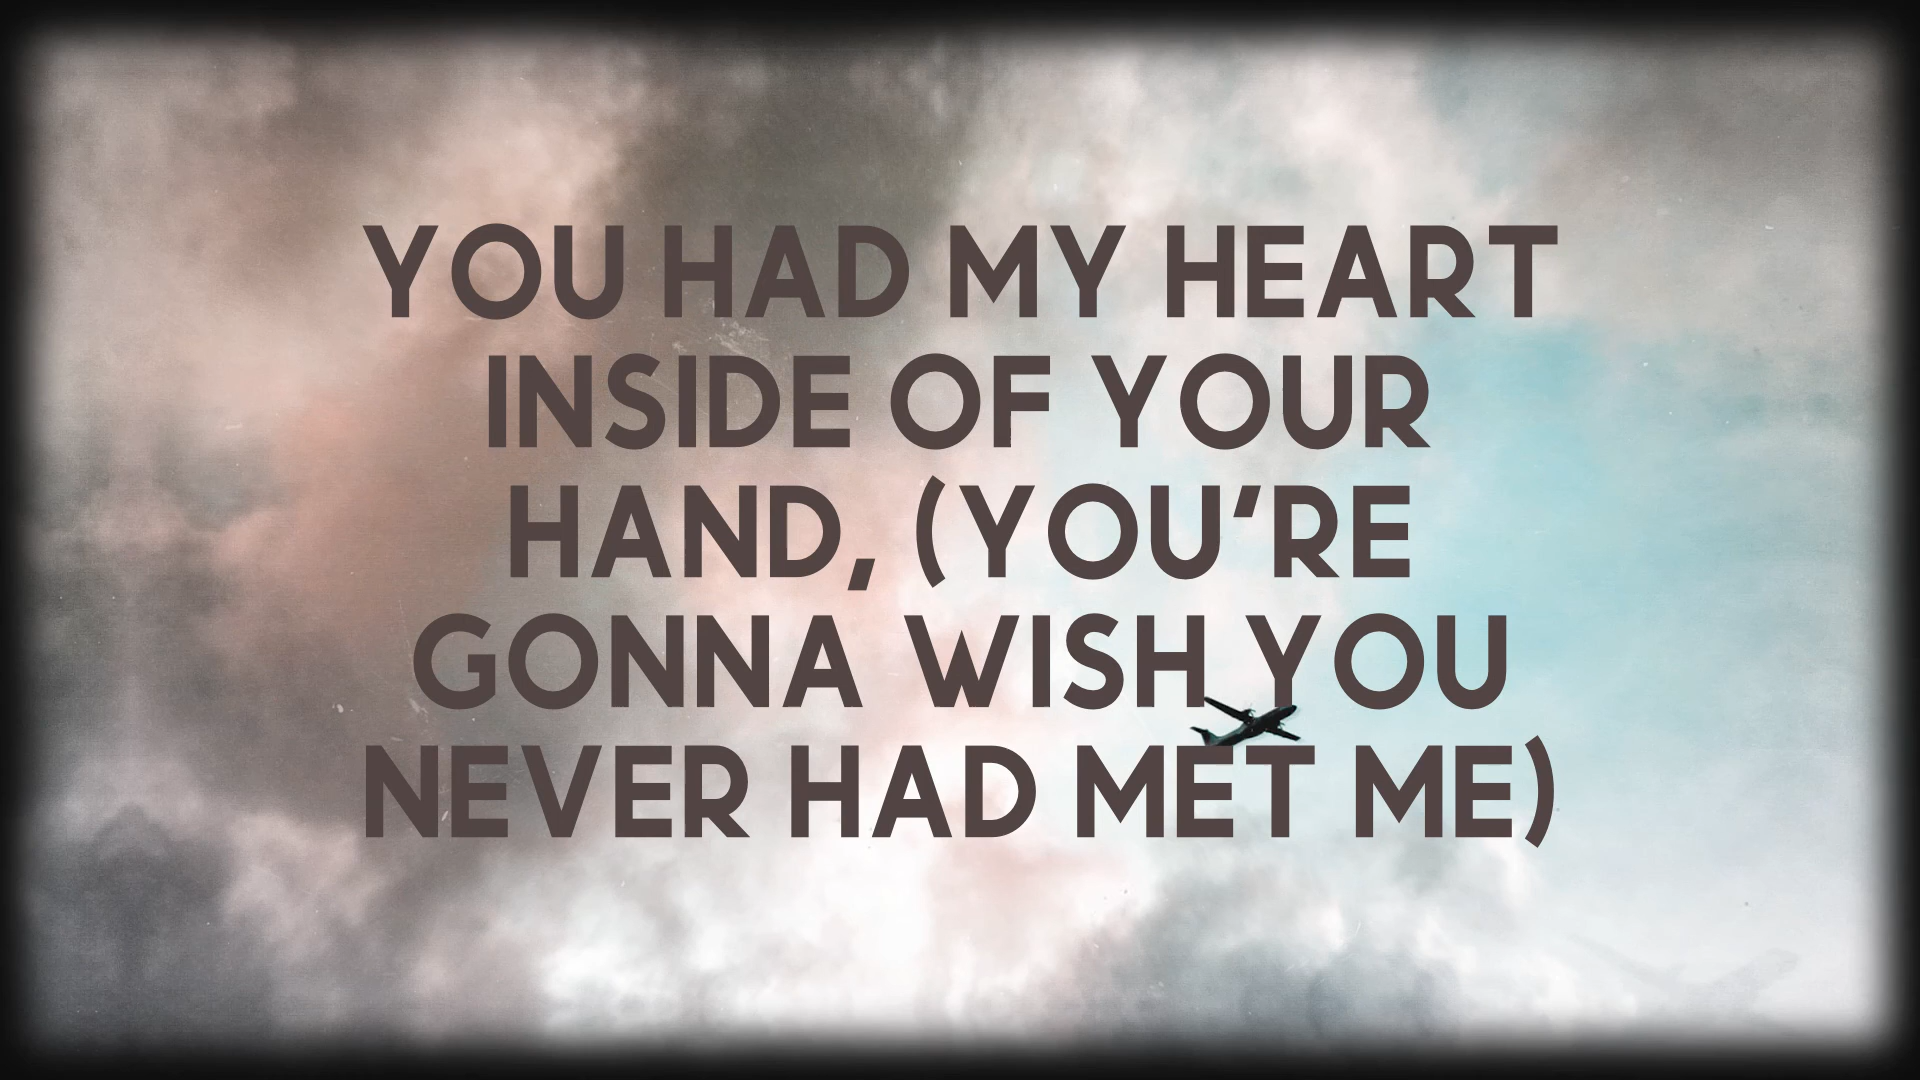 YOU HAD MY HEART
INSIDE OF YOUR
HAND, (YOU'RE
GONNA WISH YOU
NEVER HAD MET ME)